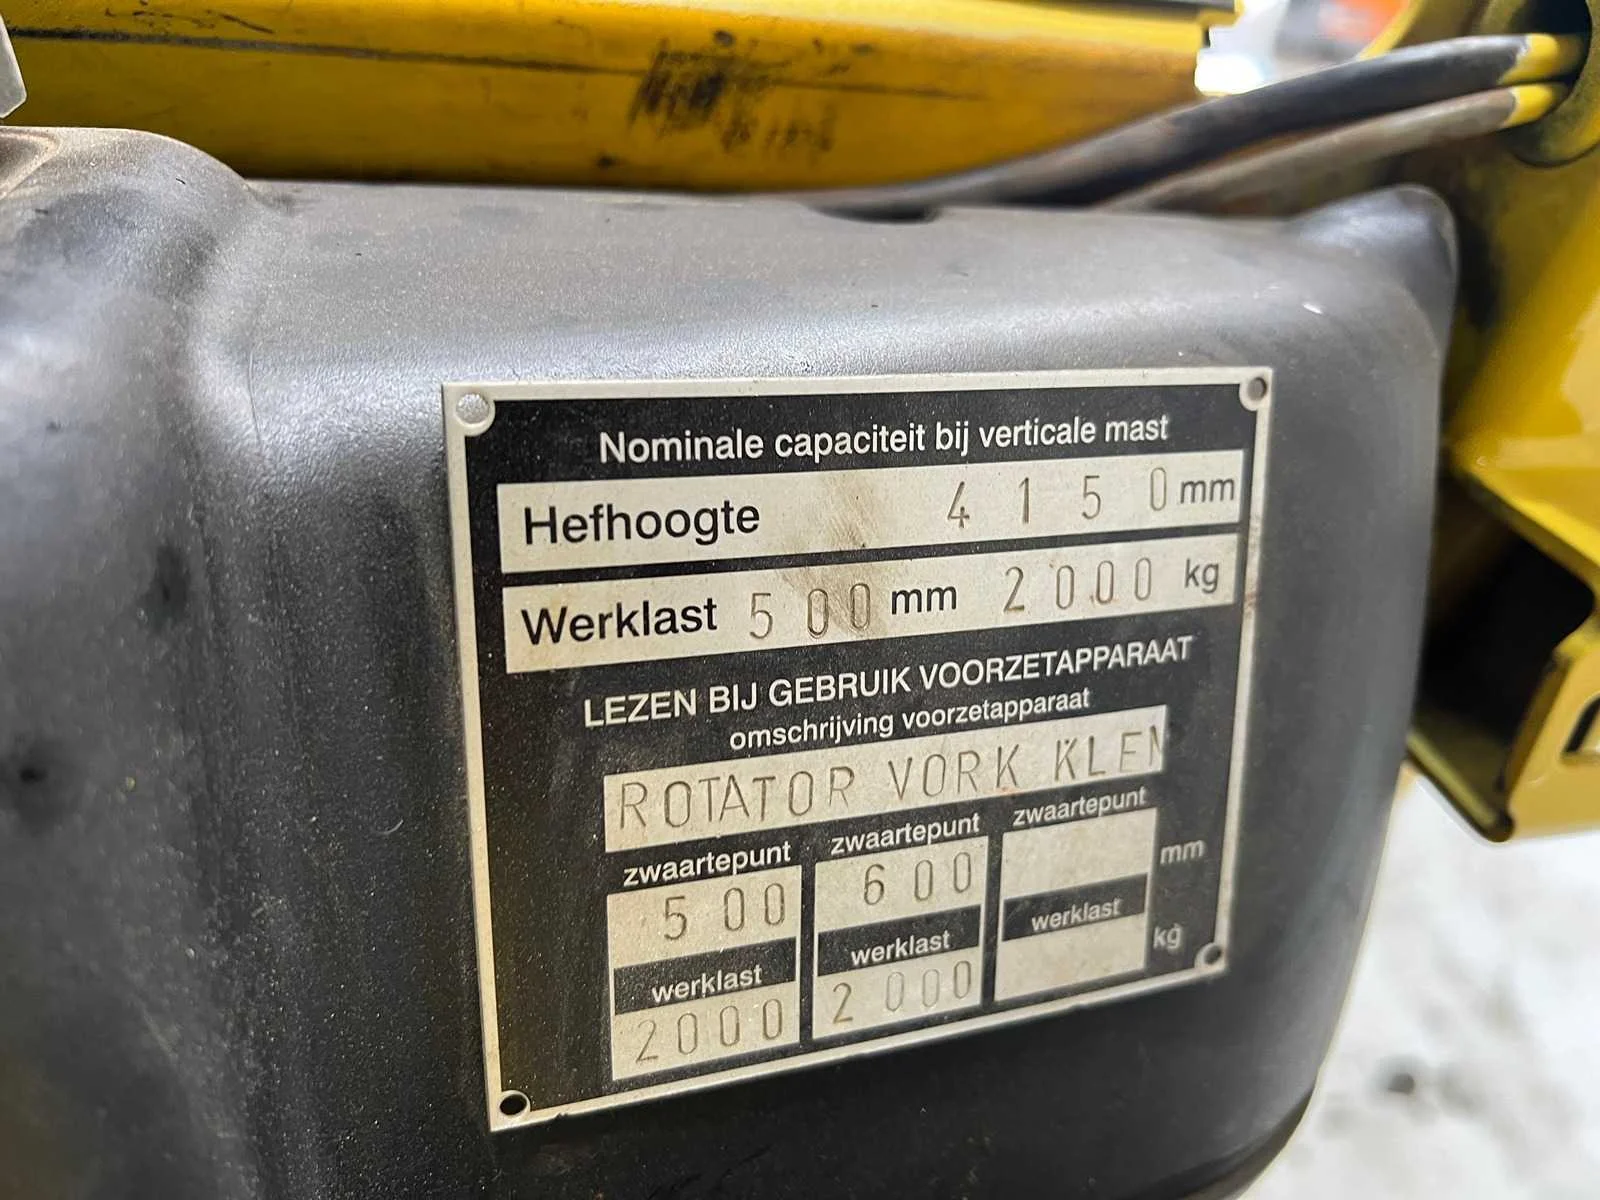 Nominale capaciteit bij verticale mast
Hefhoogte 4150 mm
Werklast 500 mm 2000 kg
LEZEN BIJ GEBRUIK VOORZETAPPARAAT
omschrijving voorzetapparaat
ROTATOR VORK KLEM
zwaartepunt zwaartepunt zwaartepunt
500 600 mm
werklast werklast werklast
2000 2000 kg